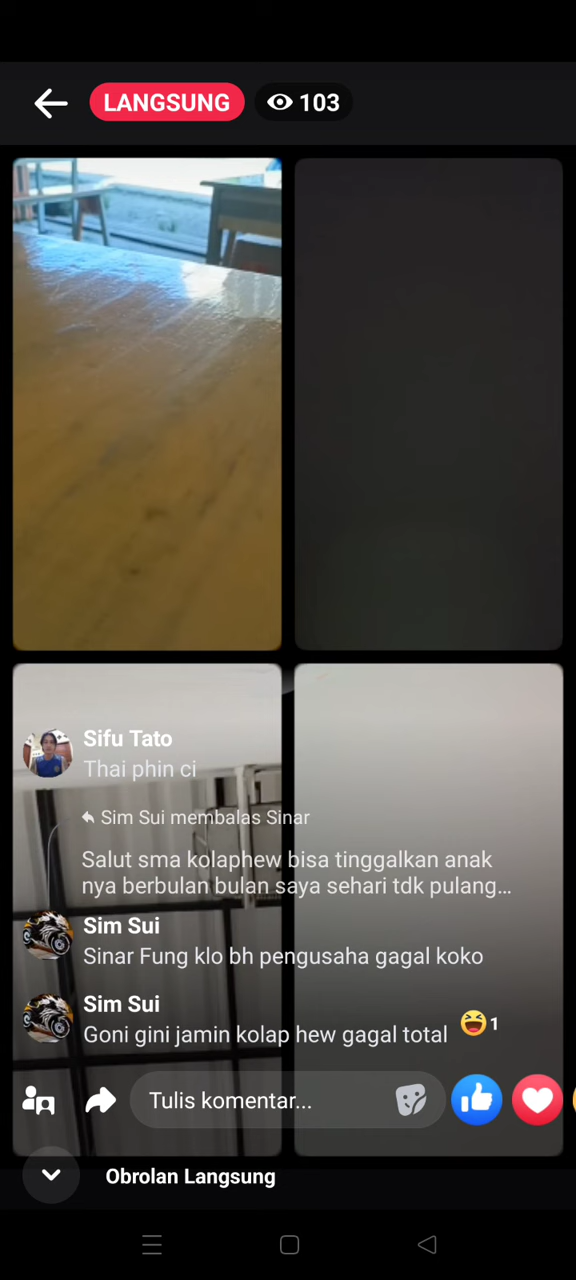 LANGSUNG
103
Sifu Tato
Thai phin ci
Sim Sui membalas Sinar
Salut sma kolaphew bisa tinggalkan anak
nya berbulan bulan saya sehari tdk pulang...
Sim Sui
Sinar Fung klo bh pengusaha gagal koko
Sim Sui
Goni gini jamin kolap hew gagal total
1
Tulis komentar...
Obrolan Langsung